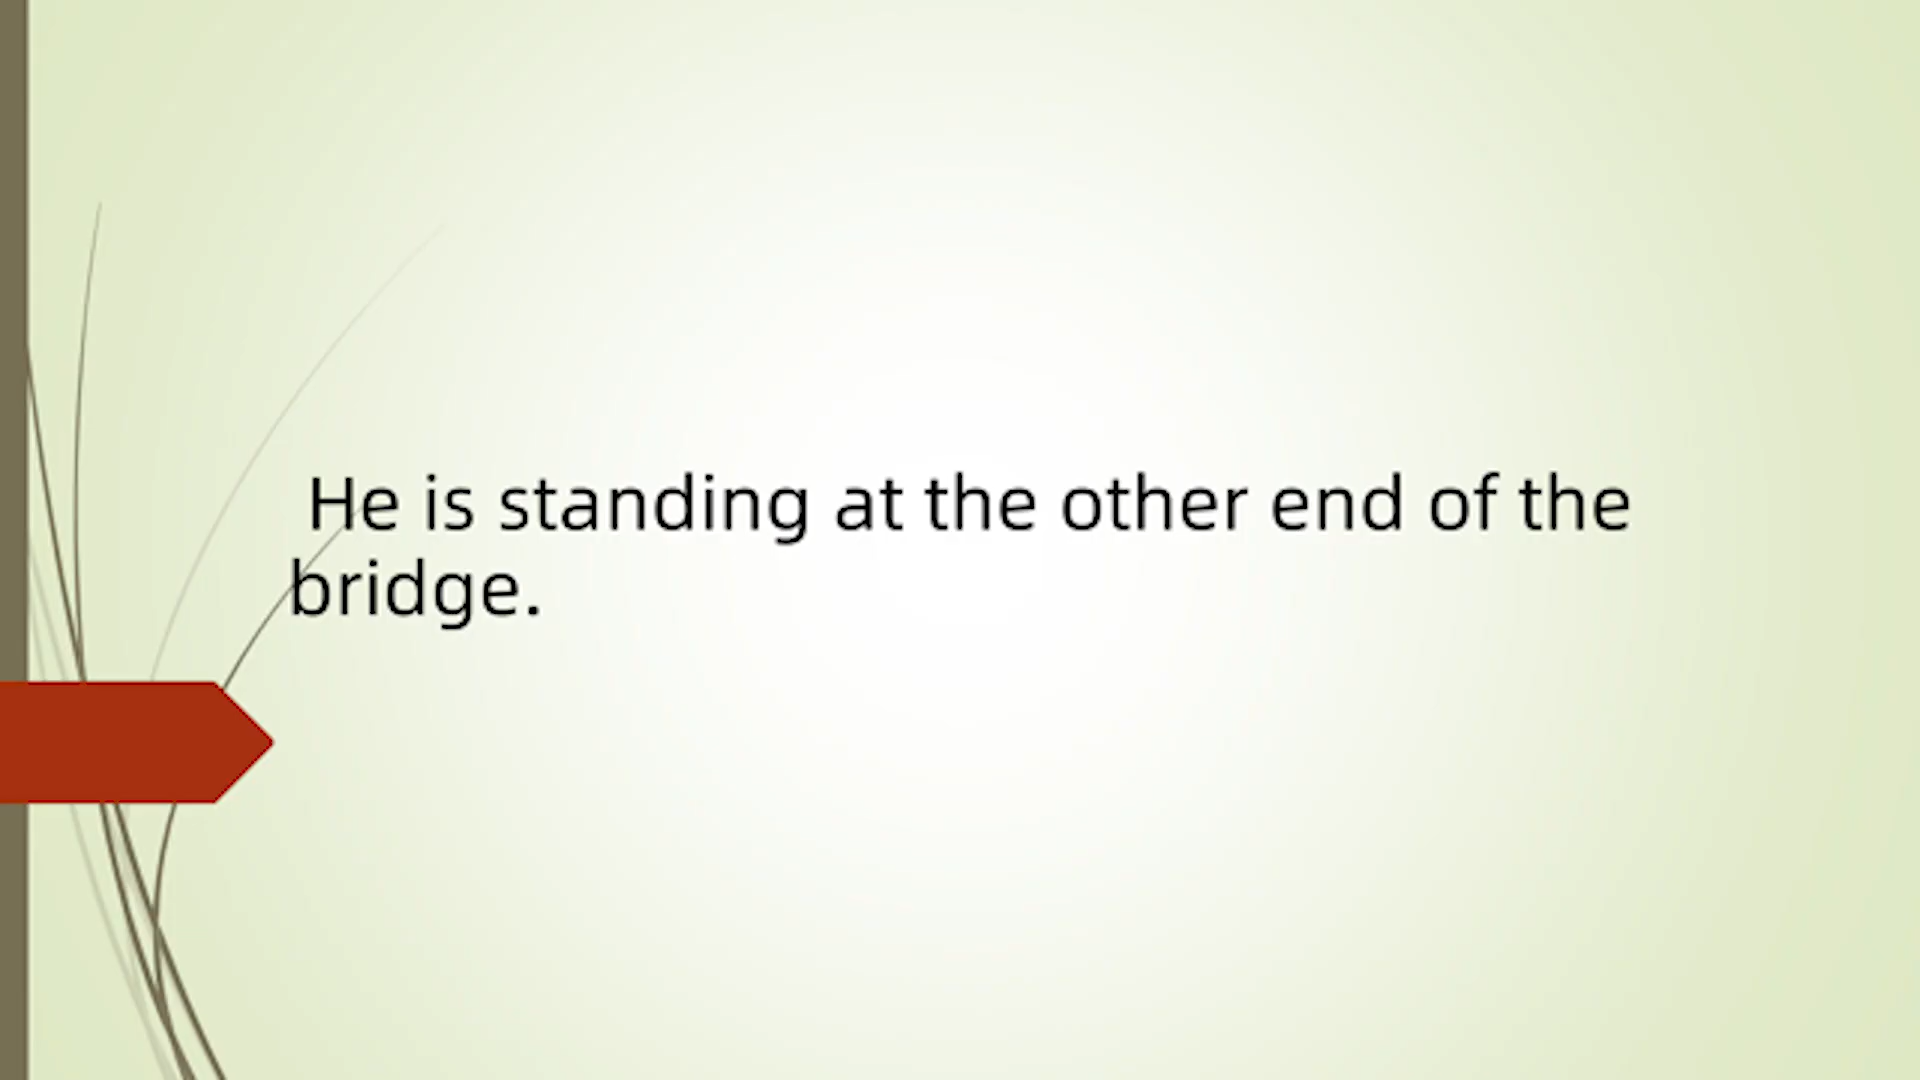 He is standing at the other end of the
bridge.